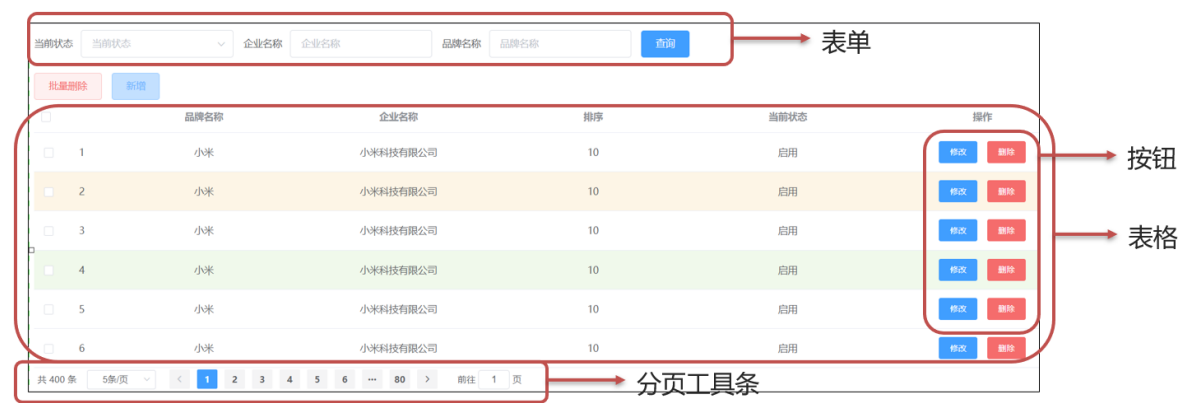 当前状态 当前状态 企业名称 企业名称 品牌名称 品牌名称 查询 表单
批量删除 新增
品牌名称 企业名称 排序 当前状态 操作
1 小米 小米科技有限公司 10 启用 修改 删除 按钮
2 小米 小米科技有限公司 10 启用 修改 删除
3 小米 小米科技有限公司 10 启用 修改 删除 表格
4 小米 小米科技有限公司 10 启用 修改 删除
5 小米 小米科技有限公司 10 启用 修改 删除
6 小米 小米科技有限公司 10 启用 修改 删除
共 400 条 5条/页 < 1 2 3 4 5 6 ··· 80 > 前往 1 页 分页工具条